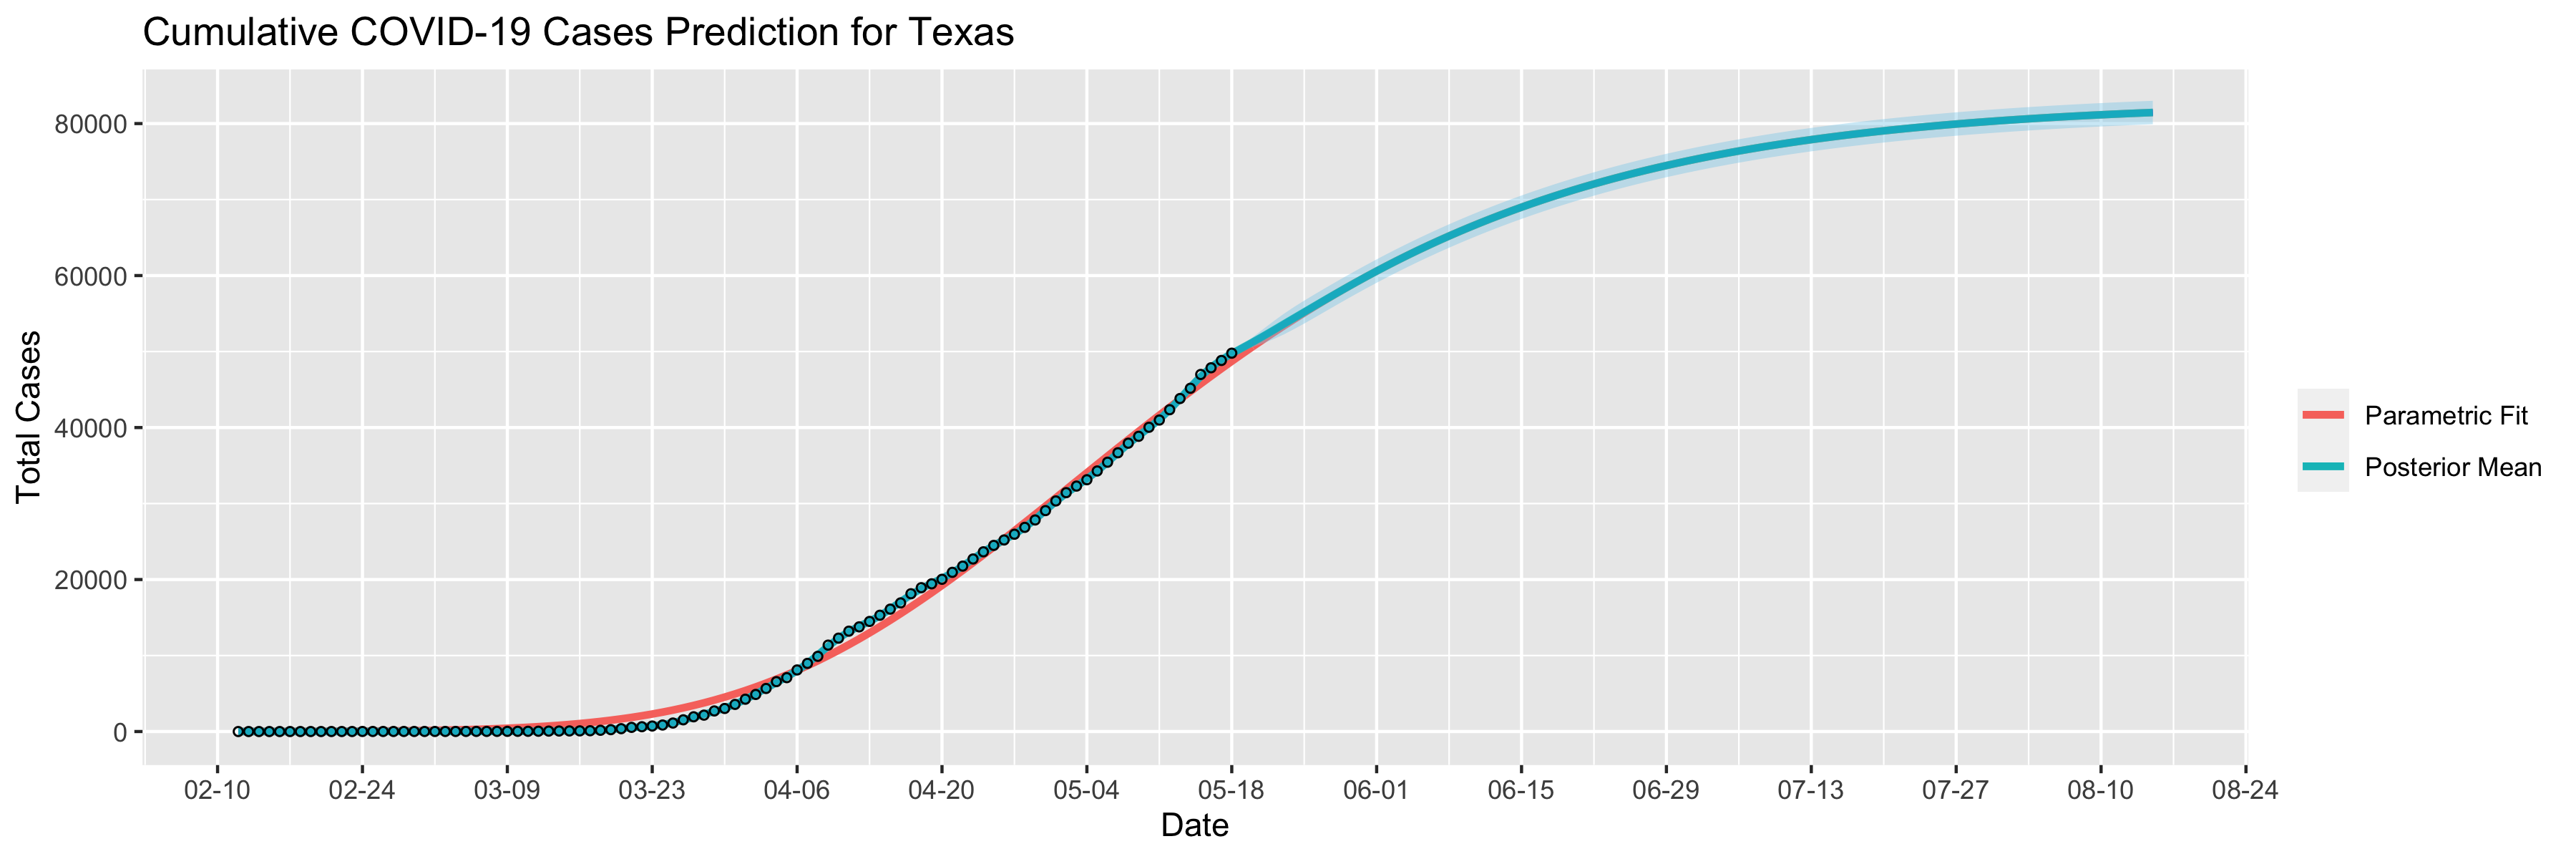 Cumulative COVID-19 Cases Prediction for Texas
Total Cases
80000
60000
40000
20000
0
02-10 02-24 03-09 03-23 04-06 04-20 05-04 05-18 06-01 06-15 06-29 07-13 07-27 08-10 08-24
Date
Parametric Fit
Posterior Mean